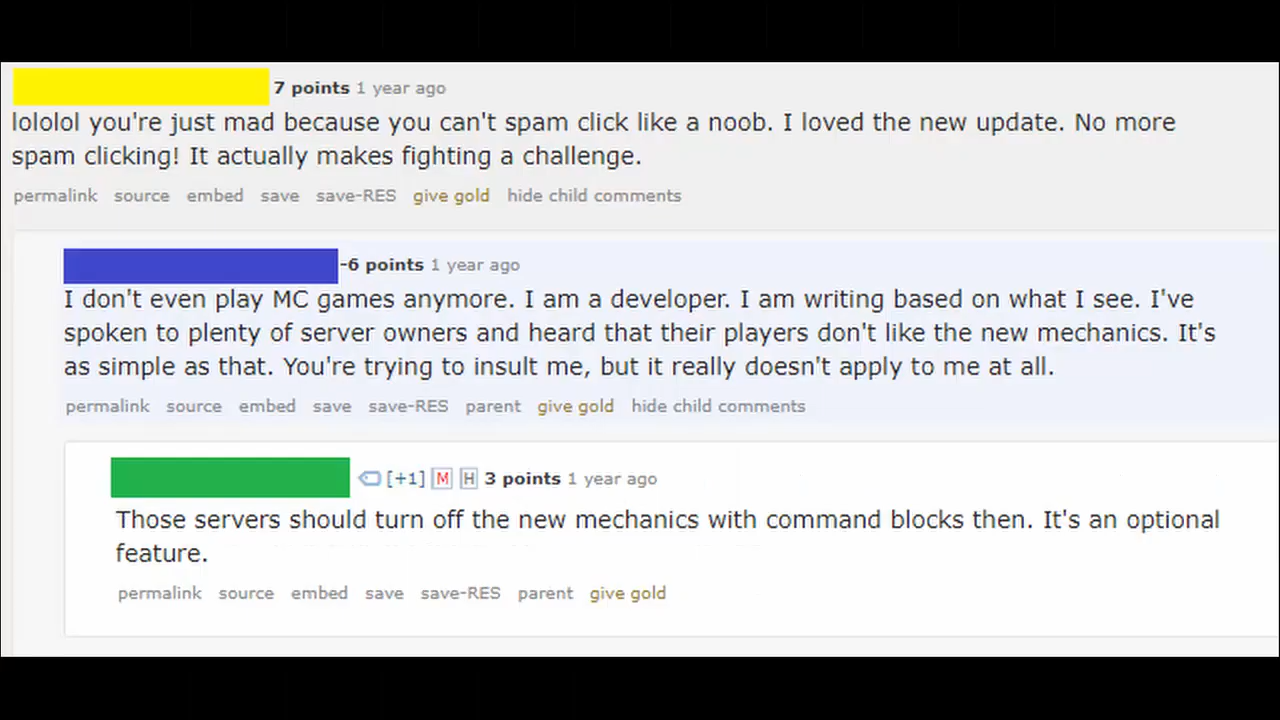 7 points 1 year ago
lololol you're just mad because you can't spam click like a noob. I loved the new update. No more
spam clicking! It actually makes fighting a challenge.
permalink source embed save save-RES give gold hide child comments
-6 points 1 year ago
I don't even play MC games anymore. I am a developer. I am writing based on what I see. I've
spoken to plenty of server owners and heard that their players don't like the new mechanics. It's
as simple as that. You're trying to insult me, but it really doesn't apply to me at all.
permalink source embed save save-RES parent give gold hide child comments
[+1] M H 3 points 1 year ago
Those servers should turn off the new mechanics with command blocks then. It's an optional
feature.
permalink source embed save save-RES parent give gold